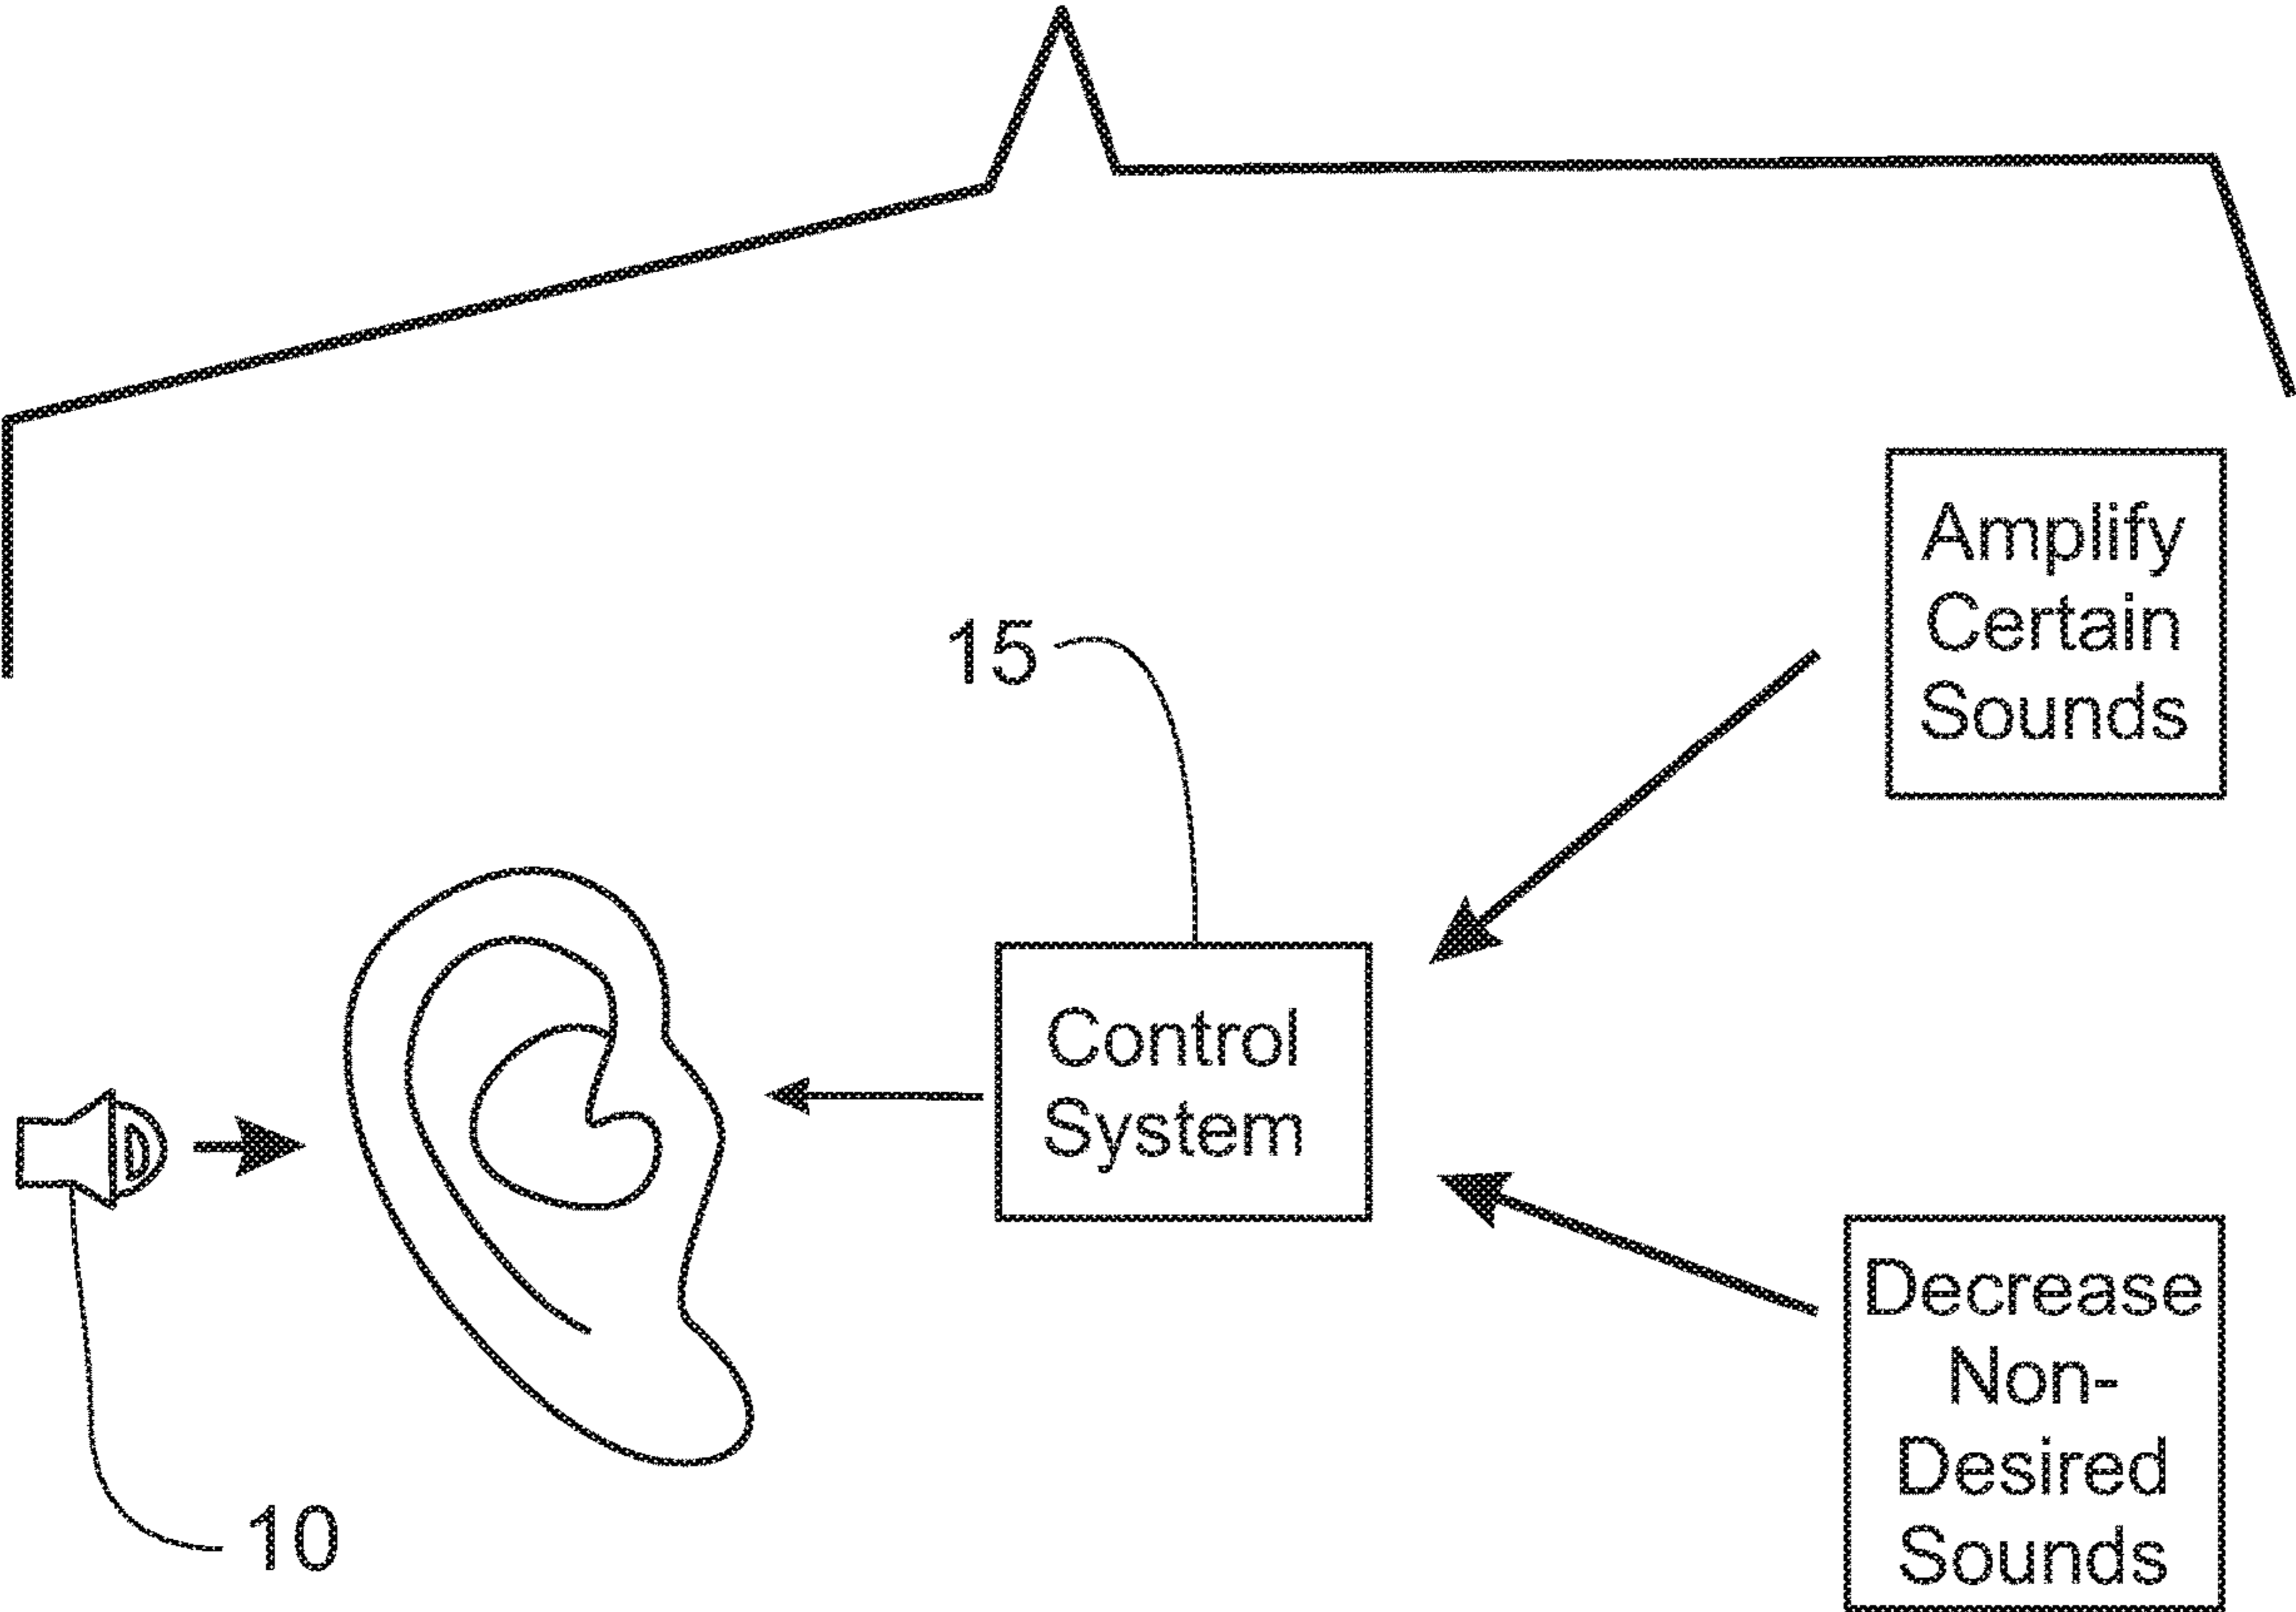 Amplify
Certain
Sounds
15
Control
System
Decrease
Non-
Desired
Sounds
10